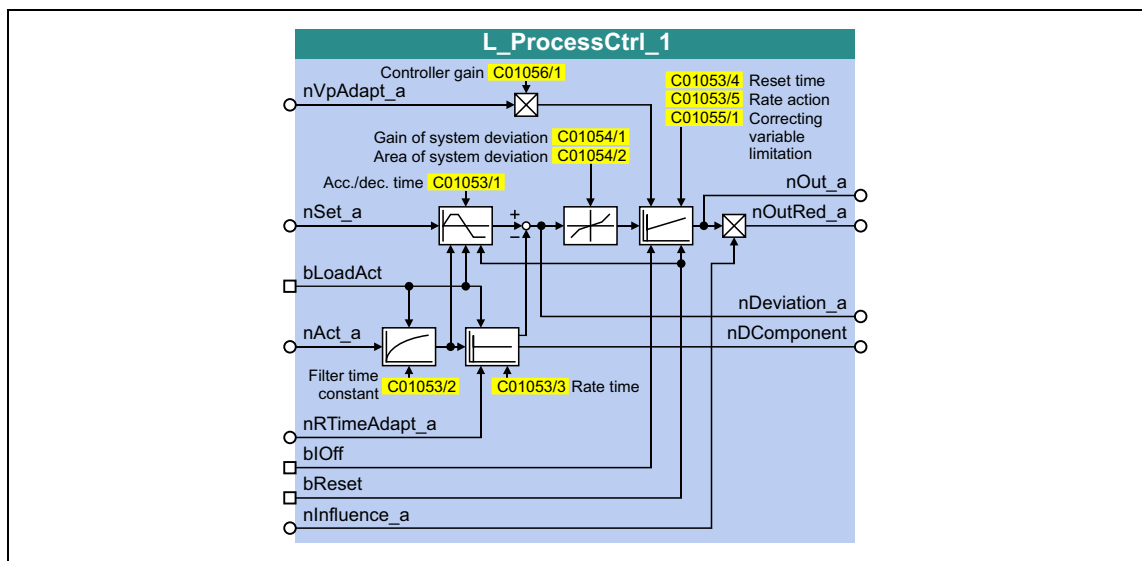 L_ProcessCtrl_1
Controller gain C01056/1
nVpAdapt_a
C01053/4 Reset time
C01053/5 Rate action
C01055/1 Correcting
variable
limitation
Gain of system deviation C01054/1
Area of system deviation C01054/2
Acc./dec. time C01053/1
nOut_a
nSet_a
+
−
nOutRed_a
bLoadAct
nDeviation_a
nAct_a
nDComponent
Filter time
constant C01053/2
C01053/3 Rate time
nRTimeAdapt_a
bIOff
bReset
nInfluence_a